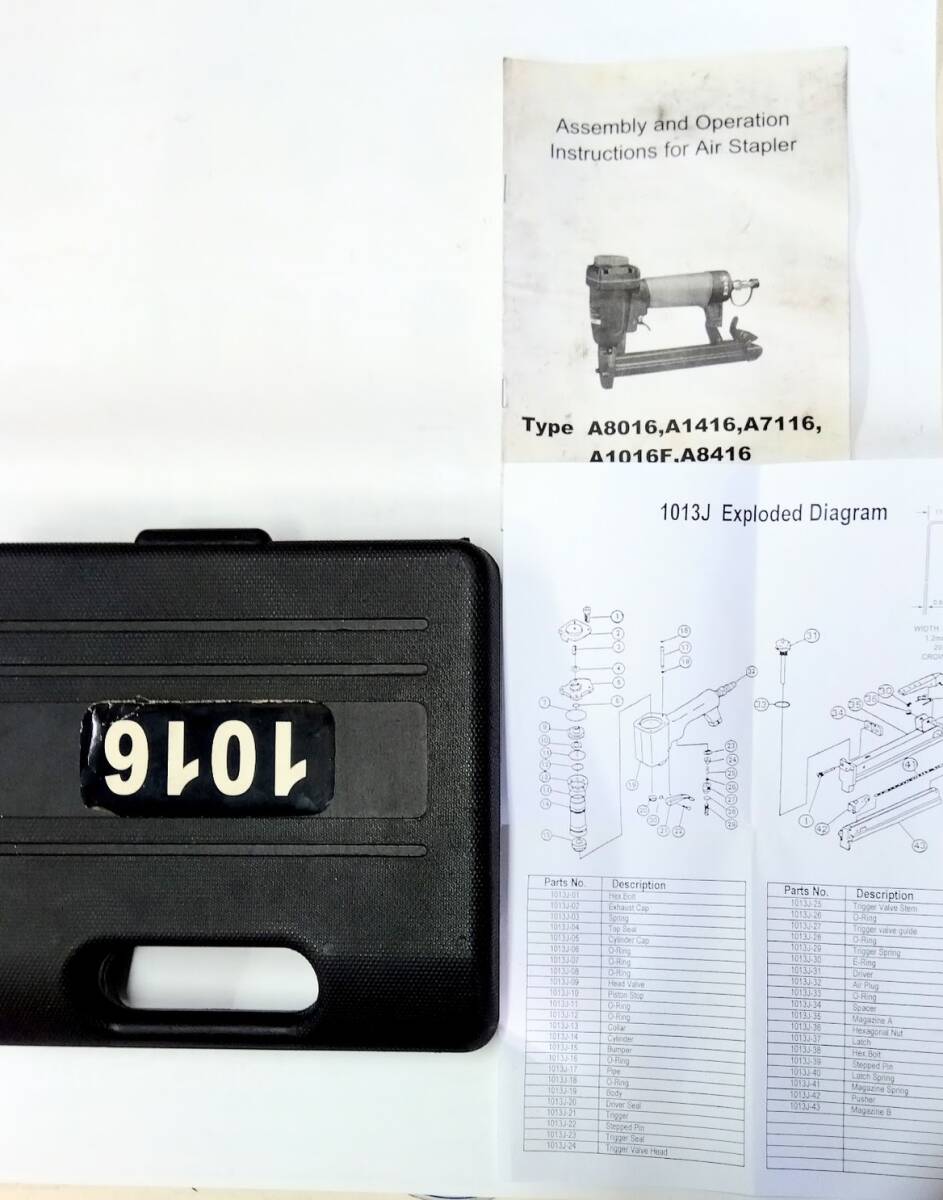 Assembly and Operation
Instructions for Air Stapler
Type A8016,A1416,A7116,
A1016F,A8416
1016
1013J Exploded Diagram
WIDTH
1.2m
CROW
Parts No. Description
1013J-01 Hex Bolt
1013J-02 Exhaust Cap
1013J-03 Spring
1013J-04 Top Seal
1013J-05 Cylinder Cap
1013J-06 O-Ring
1013J-07 O-Ring
1013J-08 O-Ring
1013J-09 Head Valve
1013J-10 Piston Stop
1013J-11 O-Ring
1013J-12 O-Ring
1013J-13 Collar
1013J-14 Cylinder
1013J-15 Bumper
1013J-16 O-Ring
1013J-17 Pipe
1013J-18 O-Ring
1013J-19 Body
1013J-20 Driver Seal
1013J-21 Trigger
1013J-22 Stepped Pin
1013J-23 Trigger Seal
1013J-24 Trigger Valve Head
Parts No. Description
1013J-25 Trigger Valve Stem
1013J-26 O-Ring
1013J-27 Trigger valve guide
1013J-28 O-Ring
1013J-29 Trigger Spring
1013J-30 E-Ring
1013J-31 Driver
1013J-32 Air Plug
1013J-33 O-Ring
1013J-34 Spacer
1013J-35 Magazine A
1013J-36 Hexagonal Nut
1013J-37 Latch
1013J-38 Hex Bolt
1013J-39 Stepped Pin
1013J-40 Latch Spring
1013J-41 Magazine Spring
1013J-42 Pusher
1013J-43 Magazine B